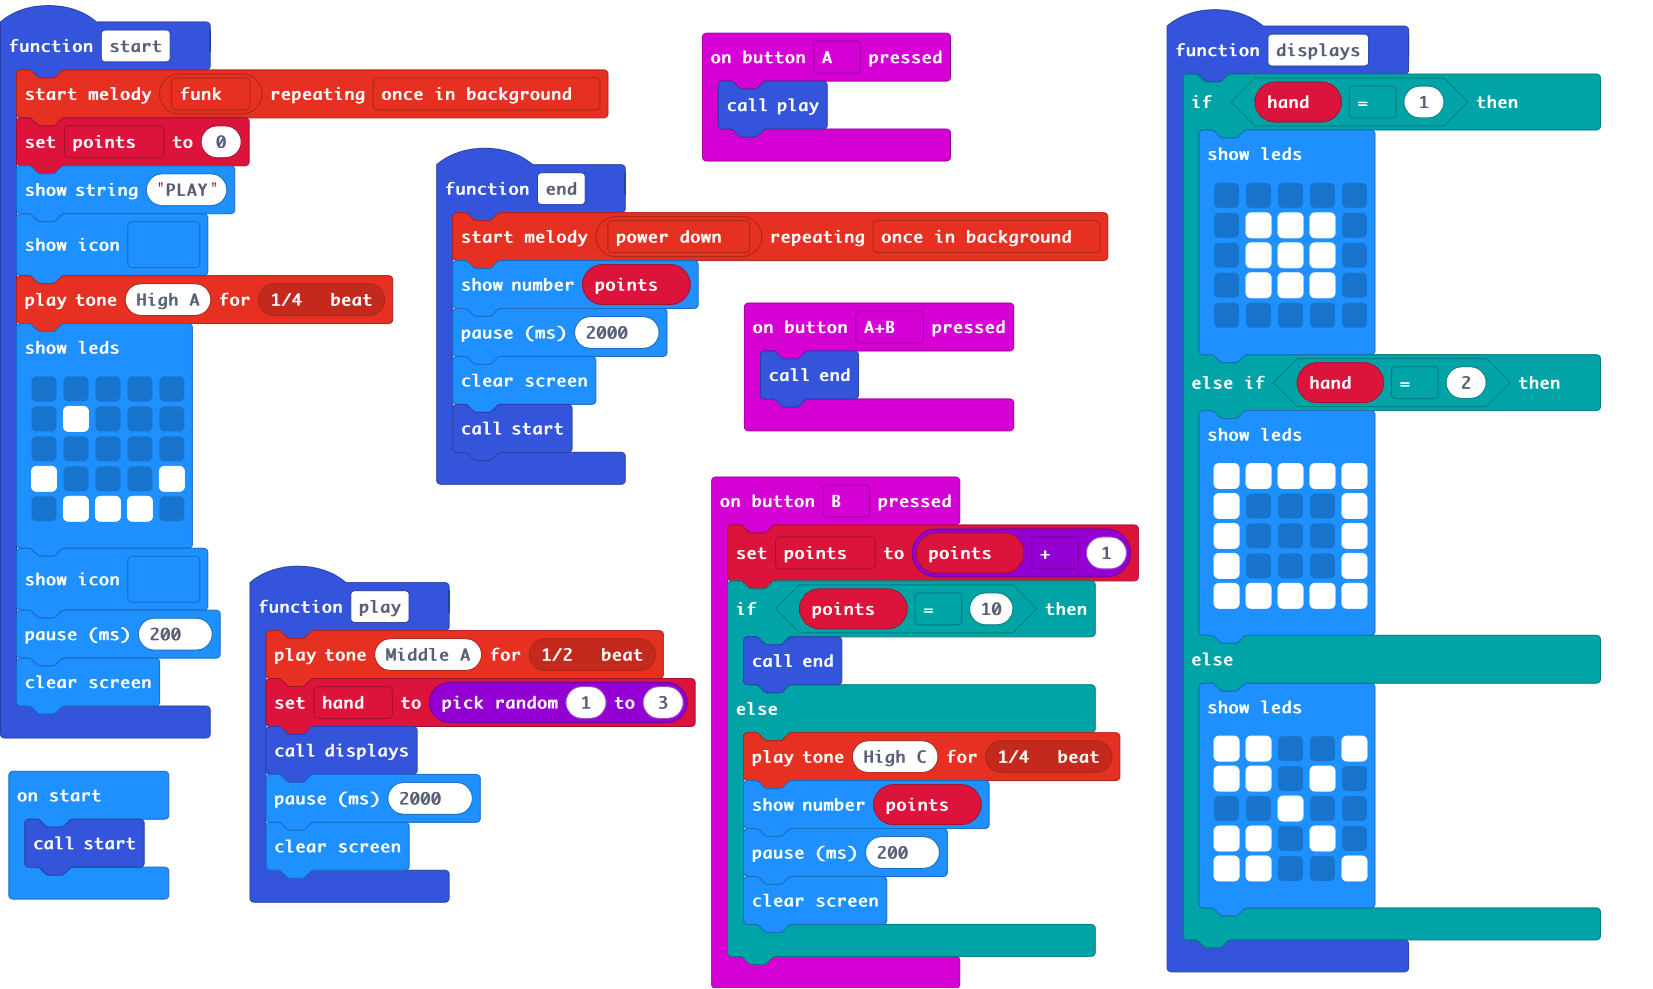 function start
start melody funk repeating once in background
set points to 0
show string "PLAY"
show icon
play tone High A for 1/4 beat
show leds
show icon
pause (ms) 200
clear screen
on start
call start
function end
start melody power down repeating once in background
show number points
pause (ms) 2000
clear screen
call start
function play
play tone Middle A for 1/2 beat
set hand to pick random 1 to 3
call displays
pause (ms) 2000
clear screen
on button A pressed
call play
on button A+B pressed
call end
on button B pressed
set points to points + 1
if points = 10 then
call end
else
play tone High C for 1/4 beat
show number points
pause (ms) 200
clear screen
function displays
if hand = 1 then
show leds
else if hand = 2 then
show leds
else
show leds